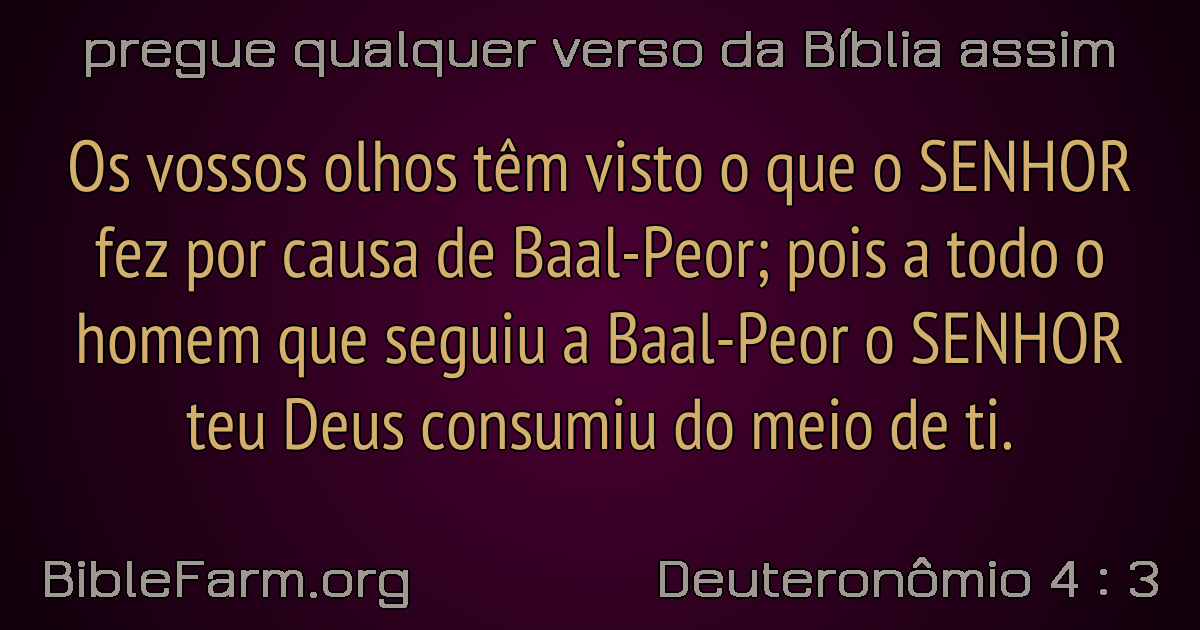 pregue qualquer verso da Bíblia assim
Os vossos olhos têm visto o que o SENHOR
fez por causa de Baal-Peor; pois a todo o
homem que seguiu a Baal-Peor o SENHOR
teu Deus consumiu do meio de ti.
BibleFarm.org
Deuteronômio 4 : 3